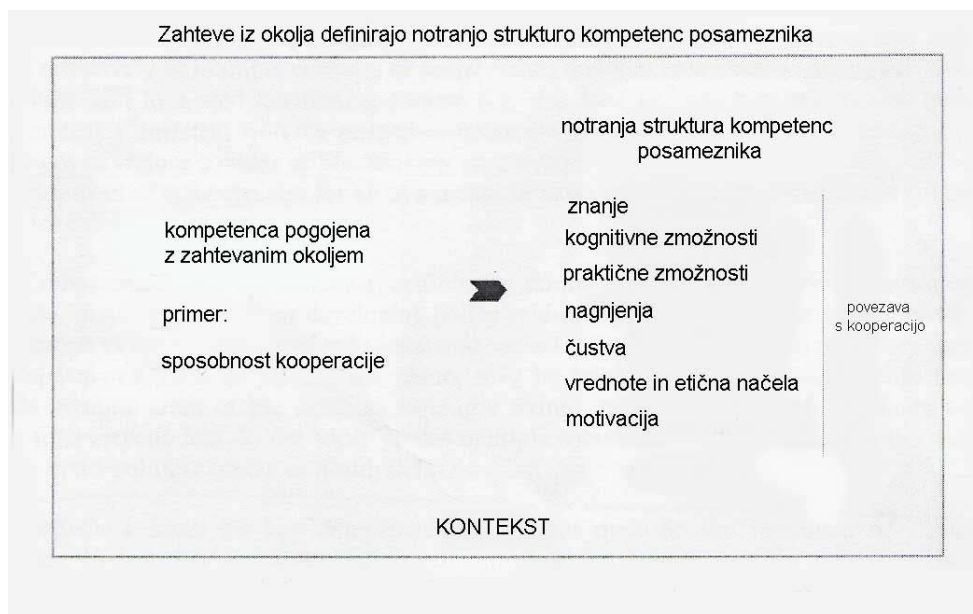 Zahteve iz okolja definirajo notranjo strukturo kompetenc posameznika
notranja struktura kompetenc
posameznika
kompetenca pogojena
z zahtevanim okoljem
primer:
sposobnost kooperacije
znanje
kognitivne zmožnosti
praktične zmožnosti
nagnjenja
čustva
vrednote in etična načela
motivacija
povezava
s kooperacijo
KONTEKST